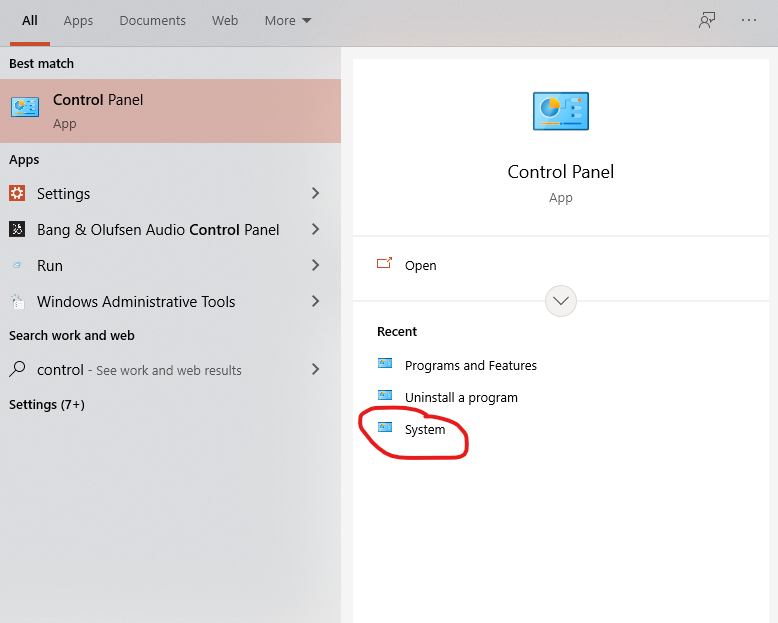 All Apps Documents Web More
Best match
Control Panel
App
Apps
Settings
Bang & Olufsen Audio Control Panel
Run
Windows Administrative Tools
Search work and web
control - See work and web results
Settings (7+)
Control Panel
App
Open
Recent
Programs and Features
Uninstall a program
System